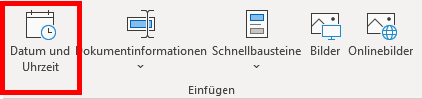 Datum und
Uhrzeit
Dokumentinformationen
Schnellbausteine
Bilder
Onlinebilder
Einfügen